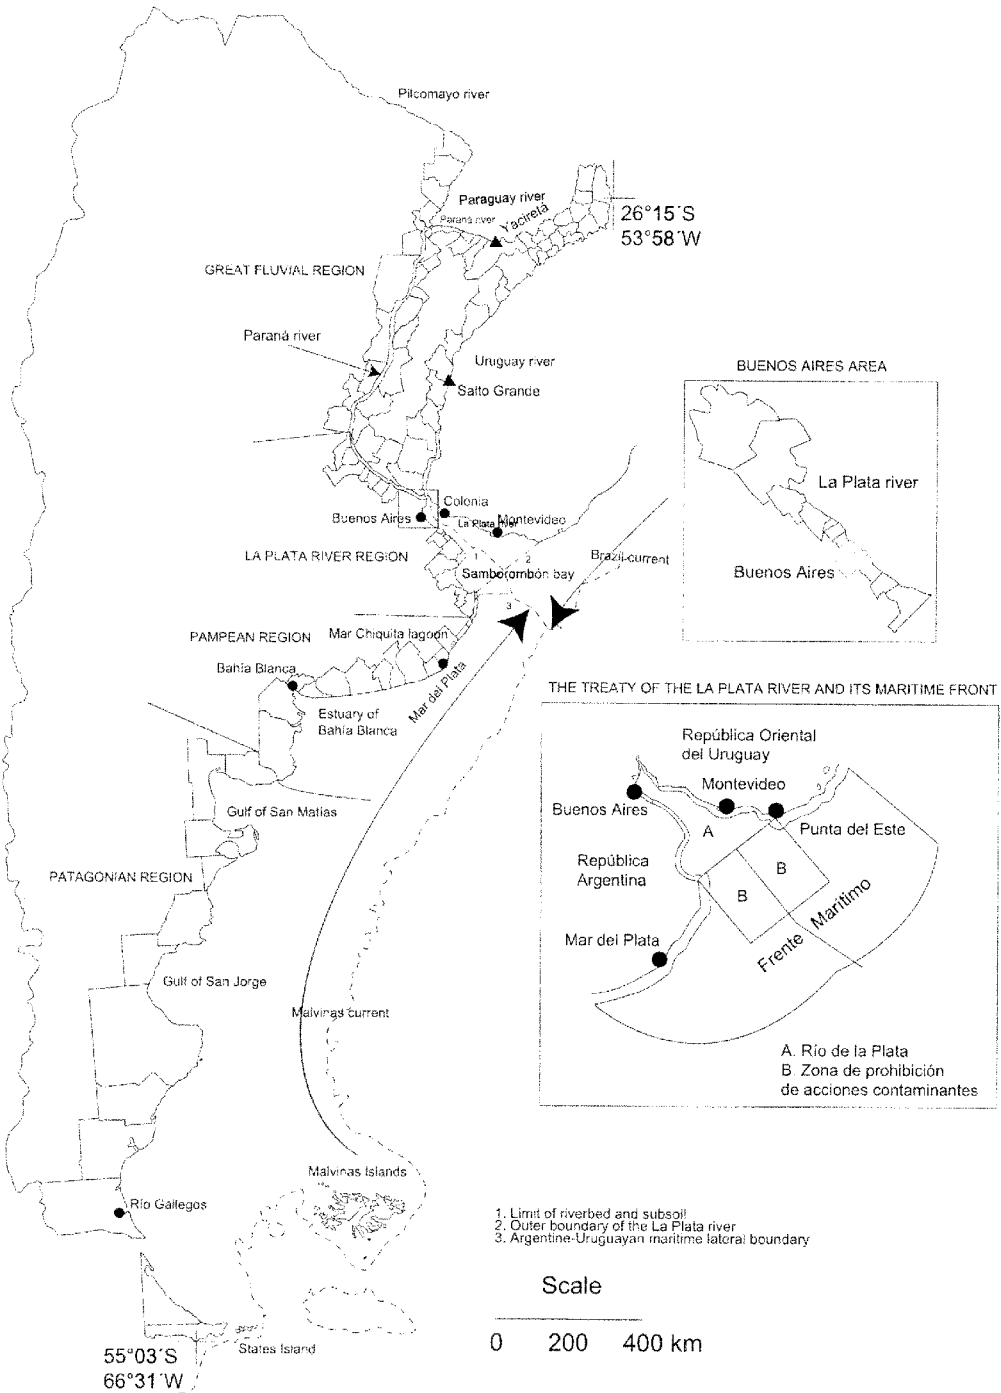 Pilcomayo river
Paraguay river
Paraná river
Yaciretá
26°15´S
53°58´W
GREAT FLUVIAL REGION
Paraná river
Uruguay river
Salto Grande
BUENOS AIRES AREA
La Plata river
Buenos Aires
Colonia
Buenos Aires
La Plata river
Montevideo
LA PLATA RIVER REGION
1
2
Brazil current
Samborombón bay
3
PAMPEAN REGION
Mar Chiquita lagoon
Bahía Blanca
Mar del Plata
Estuary of
Bahía Blanca
THE TREATY OF THE LA PLATA RIVER AND ITS MARITIME FRONT
República Oriental
del Uruguay
Montevideo
Buenos Aires
A
Punta del Este
República
Argentina
B
B
Mar del Plata
Frente Marítimo
A. Río de la Plata
B. Zona de prohibición
de acciones contaminantes
Gulf of San Matías
PATAGONIAN REGION
Gulf of San Jorge
Malvinas current
Malvinas Islands
Río Gallegos
1. Limit of riverbed and subsoil
2. Outer boundary of the La Plata river
3. Argentine-Uruguayan maritime lateral boundary
Scale
0 200 400 km
States Island
55°03´S
66°31´W